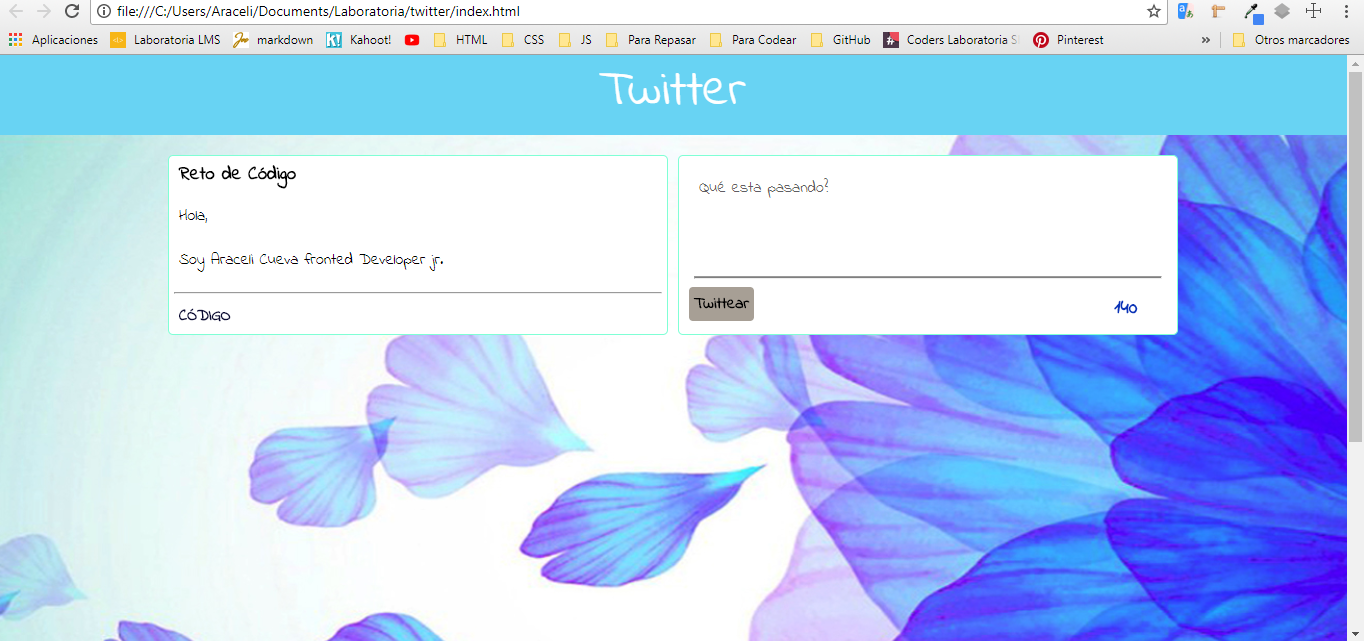 file:///C:/Users/Araceli/Documents/Laboratoria/twitter/index.html
Aplicaciones Laboratoria LMS markdown Kahoot! HTML CSS JS Para Repasar Para Codear GitHub Coders Laboratoria Pinterest » Otros marcadores
Twitter
Reto de Código
Hola,
Soy Araceli Cueva fronted Developer jr.
CÓDIGO
Qué esta pasando?
Twittear
140